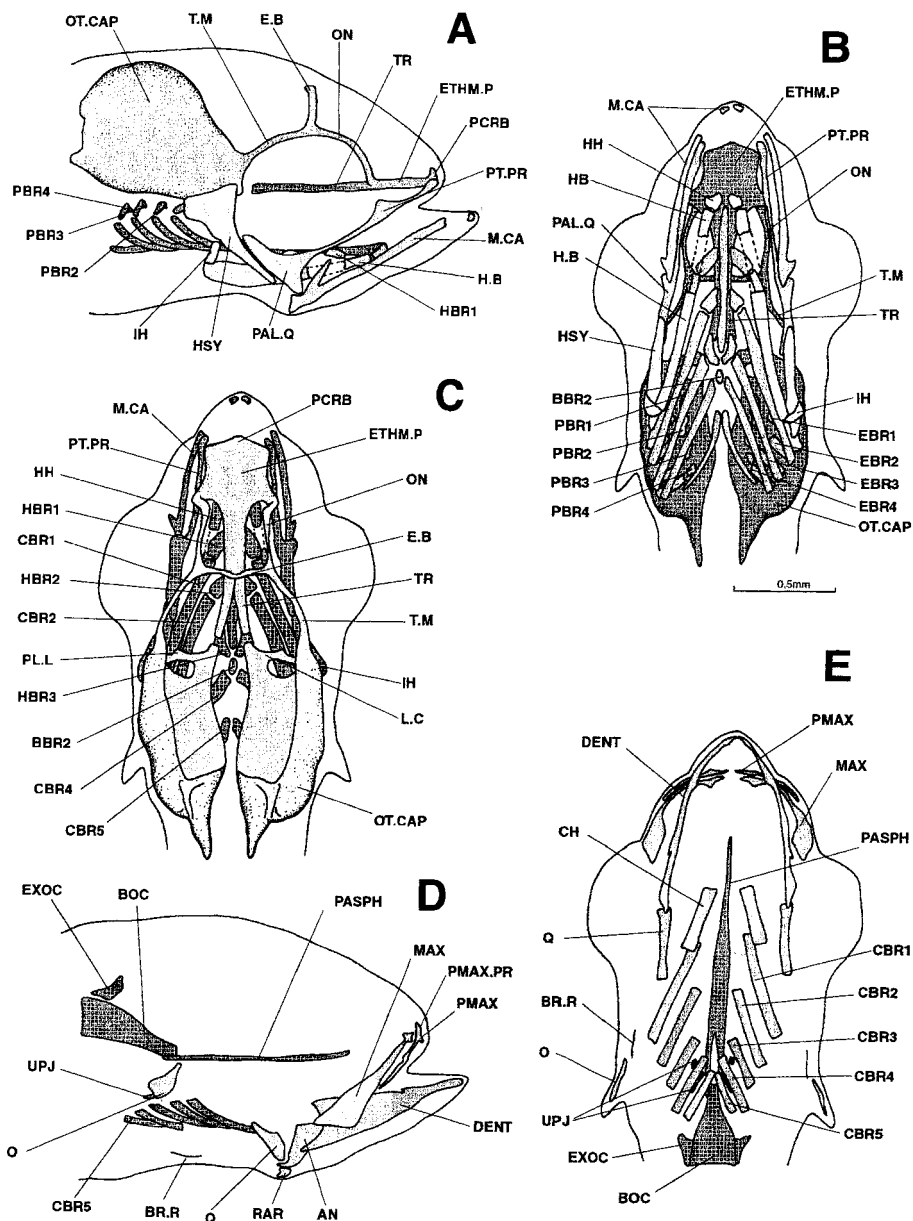 A
OT.CAP
T.M
E.B
ON
TR
ETHM.P
PCRB
PT.PR
M.CA
H.B
HBR1
PAL.Q
HSY
IH
PBR2
PBR3
PBR4
B
M.CA
HH
HB
PAL.Q
H.B
HSY
BBR2
PBR1
PBR2
PBR3
PBR4
ETHM.P
PT.PR
ON
T.M
TR
IH
EBR1
EBR2
EBR3
EBR4
OT.CAP
0.5mm
C
M.CA
PT.PR
HH
HBR1
CBR1
HBR2
CBR2
PL.L
HBR3
BBR2
CBR4
CBR5
PCRB
ETHM.P
ON
E.B
TR
T.M
IH
L.C
OT.CAP
D
EXOC
BOC
PASPH
MAX
PMAX.PR
PMAX
DENT
AN
RAR
Q
BR.R
CBR5
O
UPJ
E
DENT
CH
Q
BR.R
O
UPJ
EXOC
BOC
PMAX
MAX
PASPH
CBR1
CBR2
CBR3
CBR4
CBR5